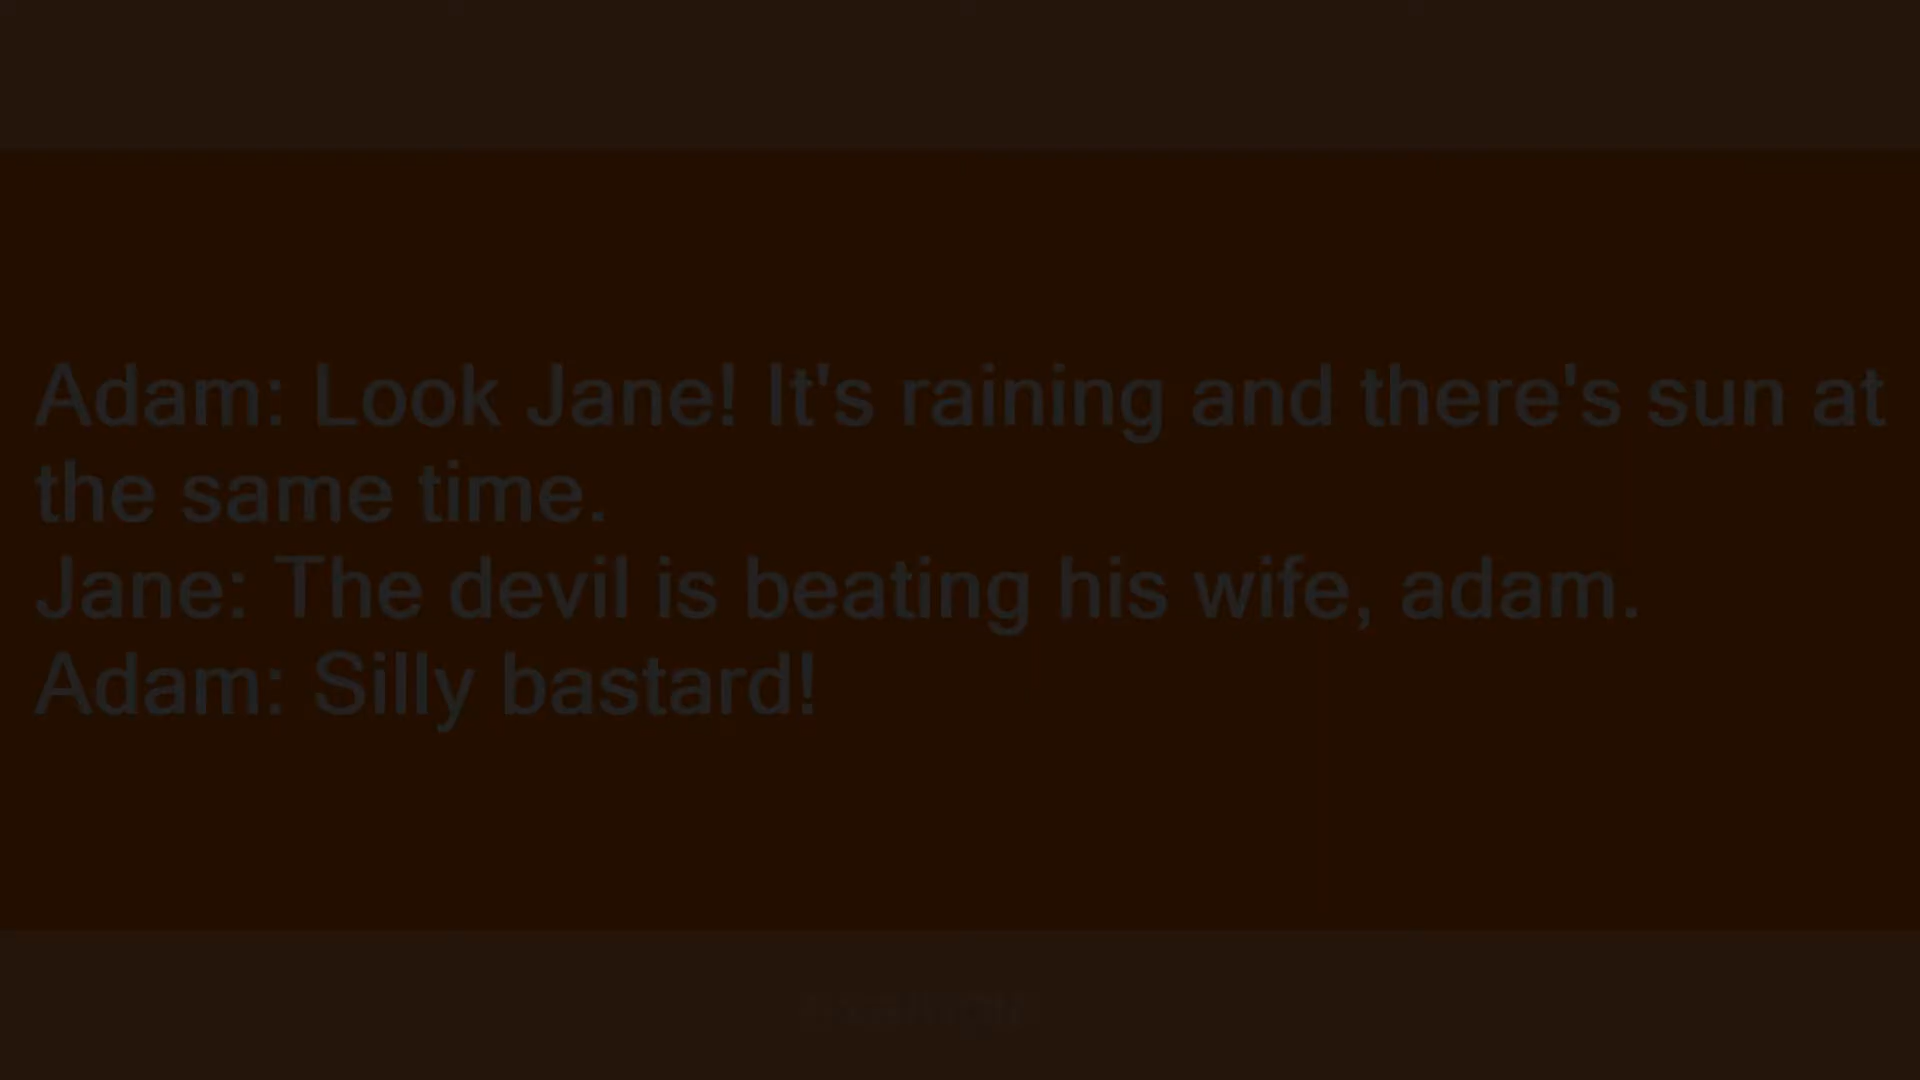 Adam: Look Jane! It's raining and there's sun at
the same time.
Jane: The devil is beating his wife, adam.
Adam: Silly bastard!